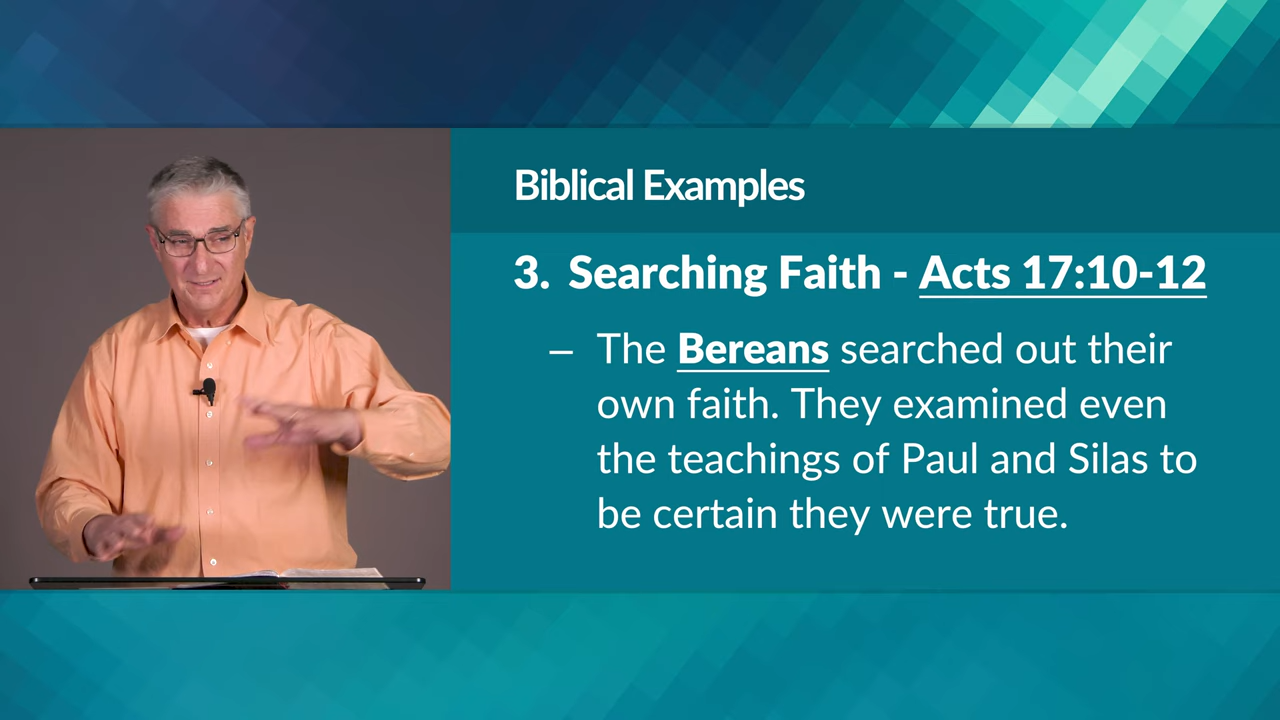 Biblical Examples
3. Searching Faith - Acts 17:10-12
– The Bereans searched out their
own faith. They examined even
the teachings of Paul and Silas to
be certain they were true.